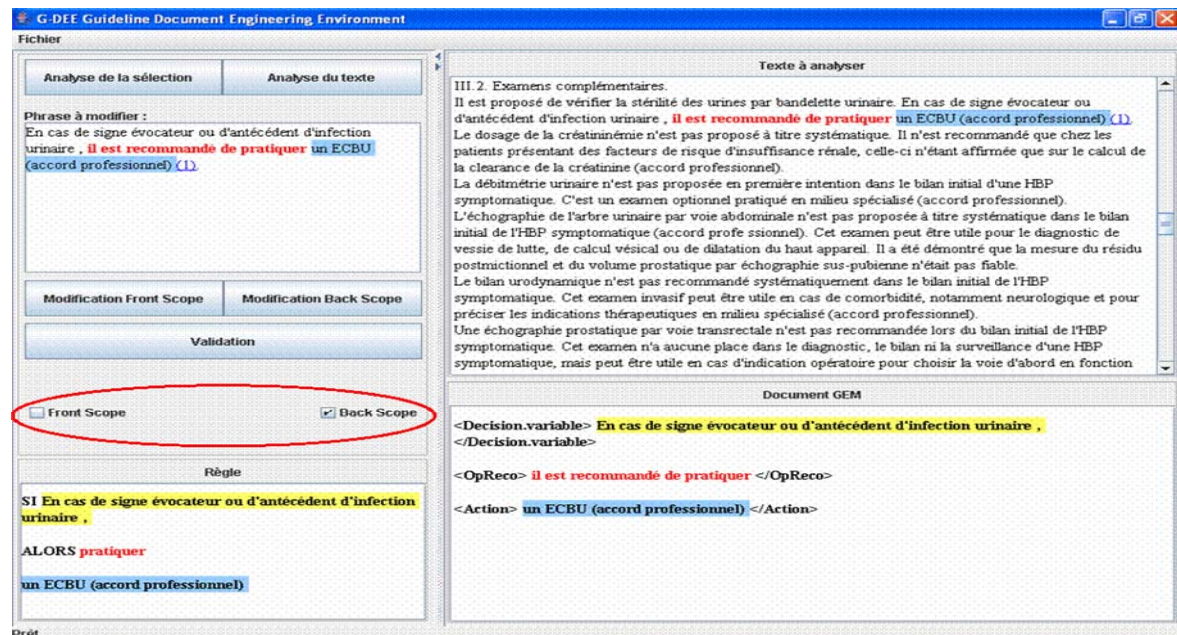 G-DEE Guideline Document Engineering Environment
Fichier
Analyse de la sélection
Analyse du texte
Phrase à modifier :
En cas de signe évocateur ou d'antécédent d'infection
urinaire , il est recommandé de pratiquer un ECBU
(accord professionnel) (1).
Modification Front Scope
Modification Back Scope
Validation
Front Scope
Back Scope
Règle
SI En cas de signe évocateur ou d'antécédent d'infection
urinaire ,
ALORS pratiquer
un ECBU (accord professionnel)
Texte à analyser
III.2. Examens complémentaires.
Il est proposé de vérifier la stérilité des urines par bandelette urinaire. En cas de signe évocateur ou
d'antécédent d'infection urinaire , il est recommandé de pratiquer un ECBU (accord professionnel) (1).
Le dosage de la créatininémie n'est pas proposé à titre systématique. Il n'est recommandé que chez les
patients présentant des facteurs de risque d'insuffisance rénale, celle-ci n'étant affirmée que sur le calcul de
la clearance de la créatinine (accord professionnel).
La débitmétrie urinaire n'est pas proposée en première intention dans le bilan initial d'une HBP
symptomatique. C'est un examen optionnel pratiqué en milieu spécialisé (accord professionnel).
L'échographie de l'arbre urinaire par voie abdominale n'est pas proposée à titre systématique dans le bilan
initial de l'HBP symptomatique (accord profe ssionnel). Cet examen peut être utile pour le diagnostic de
vessie de lutte, de calcul vésical ou de dilatation du haut appareil. Il a été démontré que la mesure du résidu
postmictionnel et du volume prostatique par échographie sus-pubienne n'était pas fiable.
Le bilan urodynamique n'est pas recommandé systématiquement dans le bilan initial de l'HBP
symptomatique. Cet examen invasif peut être utile en cas de comorbidité, notamment neurologique et pour
préciser les indications thérapeutiques en milieu spécialisé (accord professionnel).
Une échographie prostatique par voie transrectale n'est pas recommandée lors du bilan initial de l'HBP
symptomatique. Cet examen n'a aucune place dans le diagnostic, le bilan ni la surveillance d'une HBP
symptomatique, mais peut être utile en cas d'indication opératoire pour choisir la voie d'abord en fonction
Document GEM
<Decision.variable> En cas de signe évocateur ou d'antécédent d'infection urinaire ,
</Decision.variable>
<OpReco> il est recommandé de pratiquer </OpReco>
<Action> un ECBU (accord professionnel) </Action>
Prêt